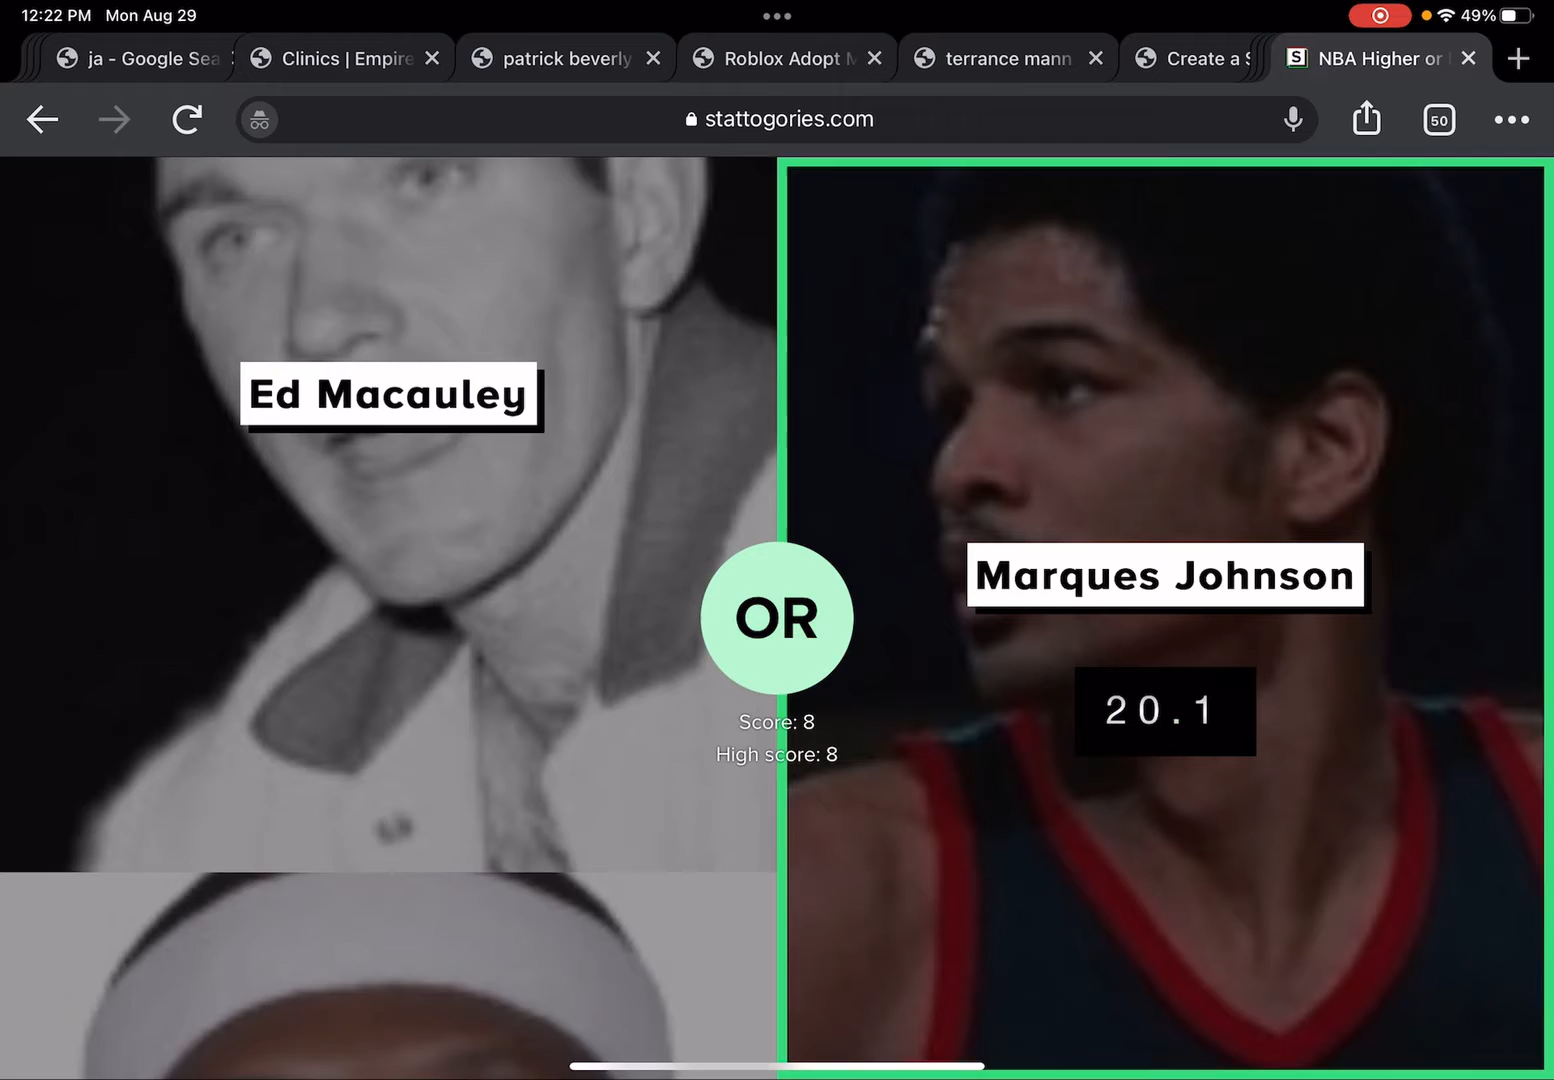 12:22 PM Mon Aug 29
49%
ja - Google Sea
Clinics | Empire
patrick beverly
Roblox Adopt M
terrance mann
Create a S
S
NBA Higher or
stattogories.com
50
Ed Macauley
OR
Marques Johnson
20.1
Score: 8
High score: 8